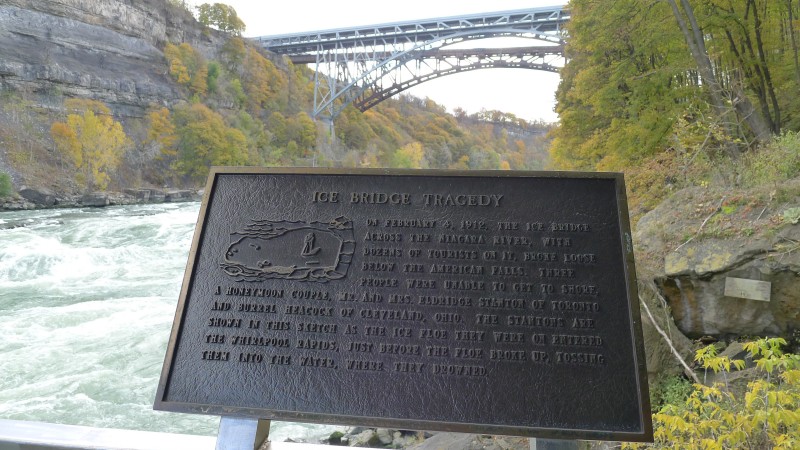 ICE BRIDGE TRAGEDY
ON FEBRUARY 4, 1912, THE ICE BRIDGE
ACROSS THE NIAGARA RIVER, WITH
DOZENS OF TOURISTS ON IT, BROKE LOOSE
BELOW THE AMERICAN FALLS. THREE
PEOPLE WERE UNABLE TO GET TO SHORE,
A HONEYMOON COUPLE, MR AND MRS. ELDRIDGE STANTON OF TORONTO
AND BURREL HEACOCK OF CLEVELAND, OHIO. THE STANTONS ARE
SHOWN IN THIS SKETCH AS THE ICE FLOE THEY WERE ON ENTERED
THE WHIRLPOOL RAPIDS, JUST BEFORE THE FLOE BROKE UP, TOSSING
THEM INTO THE WATER, WHERE THEY DROWNED.